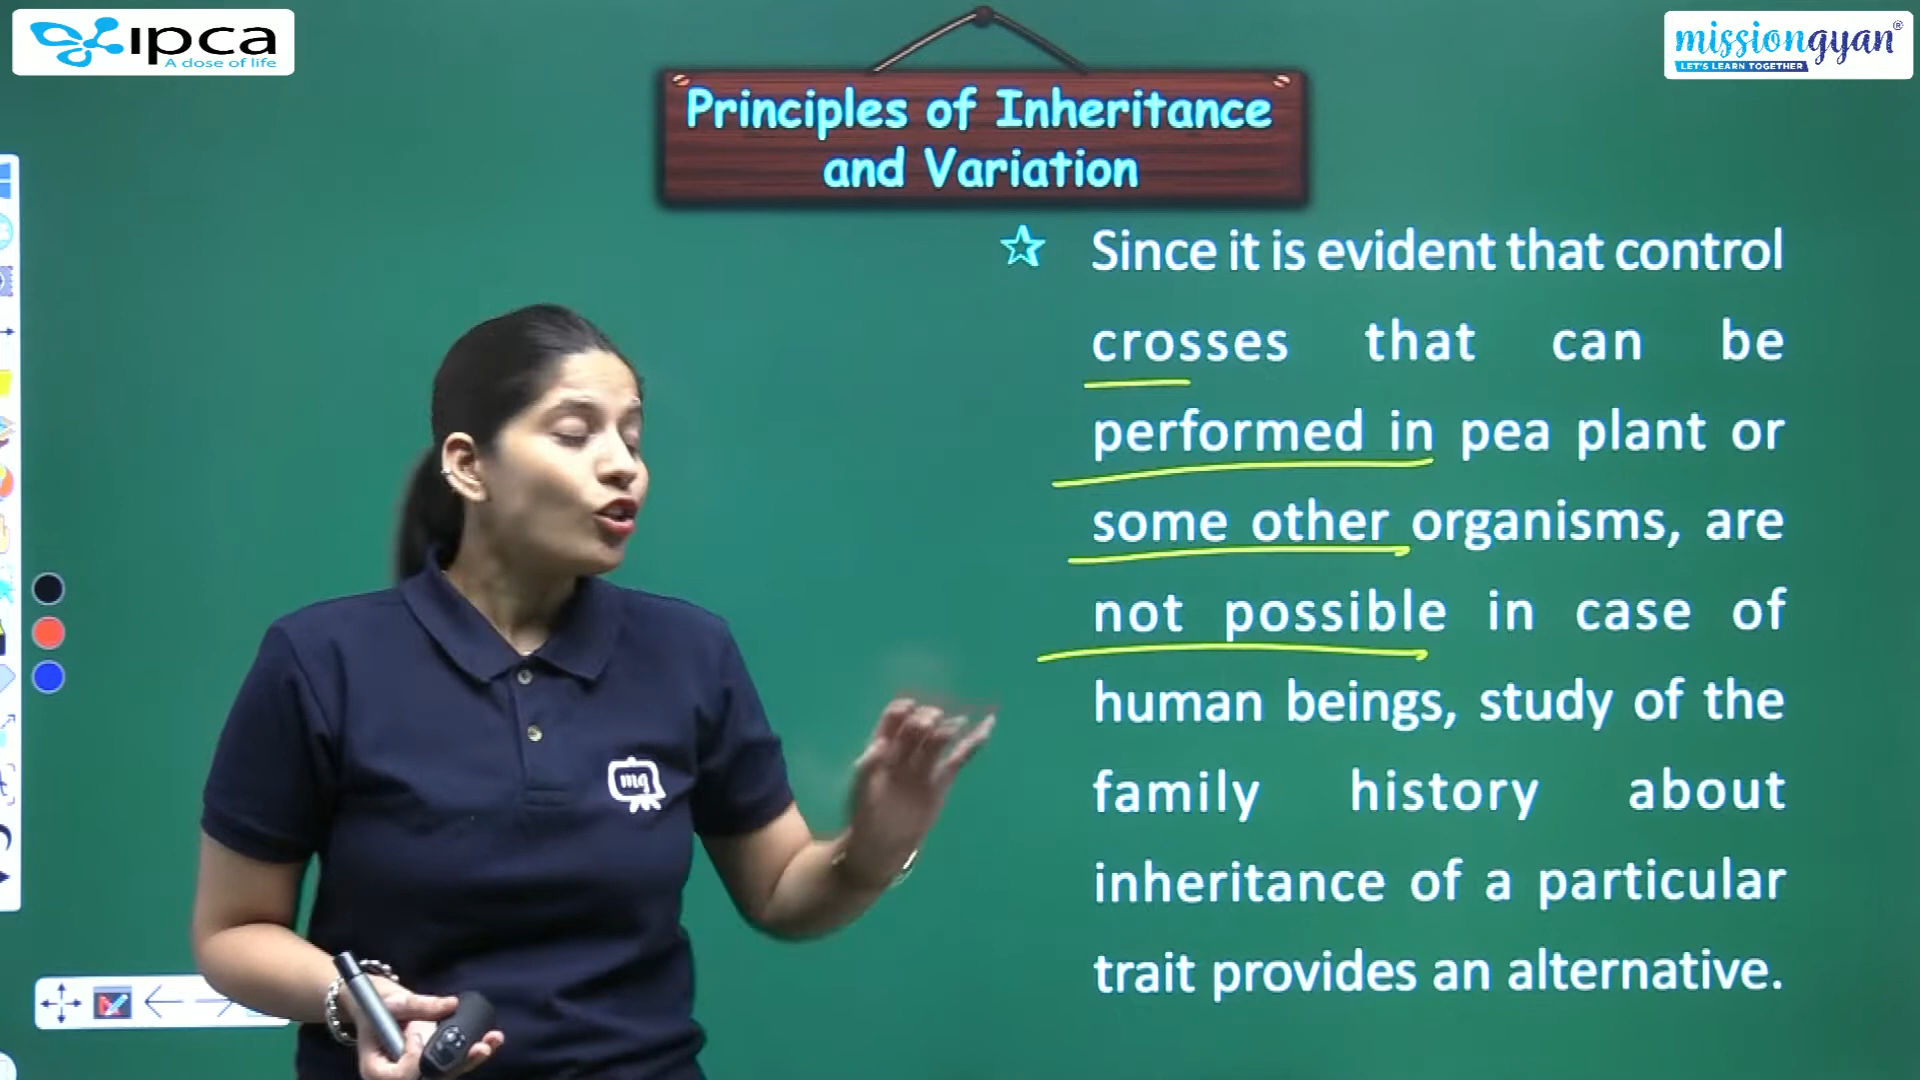 ipca
A dose of life
missiongyan®
LET'S LEARN TOGETHER
Principles of Inheritance
and Variation
Since it is evident that control
crosses that can be
performed in pea plant or
some other organisms, are
not possible in case of
human beings, study of the
family history about
inheritance of a particular
trait provides an alternative.
mg